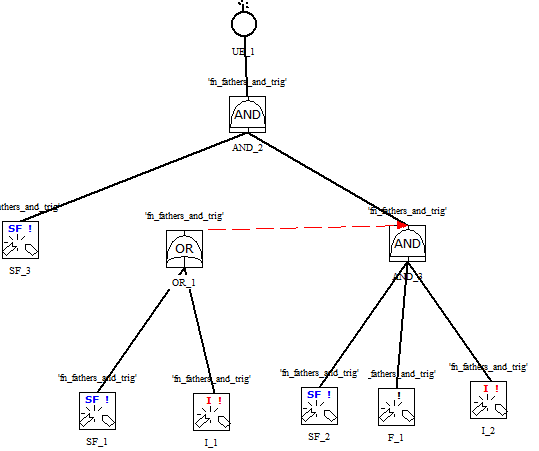 UE_1
'fn_fathers_and_trig'
AND
AND_2
athers_and_trig'
SF !
SF_3
'fn_fathers_and_trig'
OR
OR_1
'fn_fathers_and_trig'
AND
AND_3
'fn_fathers_and_trig'
SF !
SF_1
'fn_fathers_and_trig'
I !
I_1
'fn_fathers_and_trig'
SF !
SF_2
_fathers_and_trig'
!
F_1
'fn_fathers_and_trig'
I !
I_2